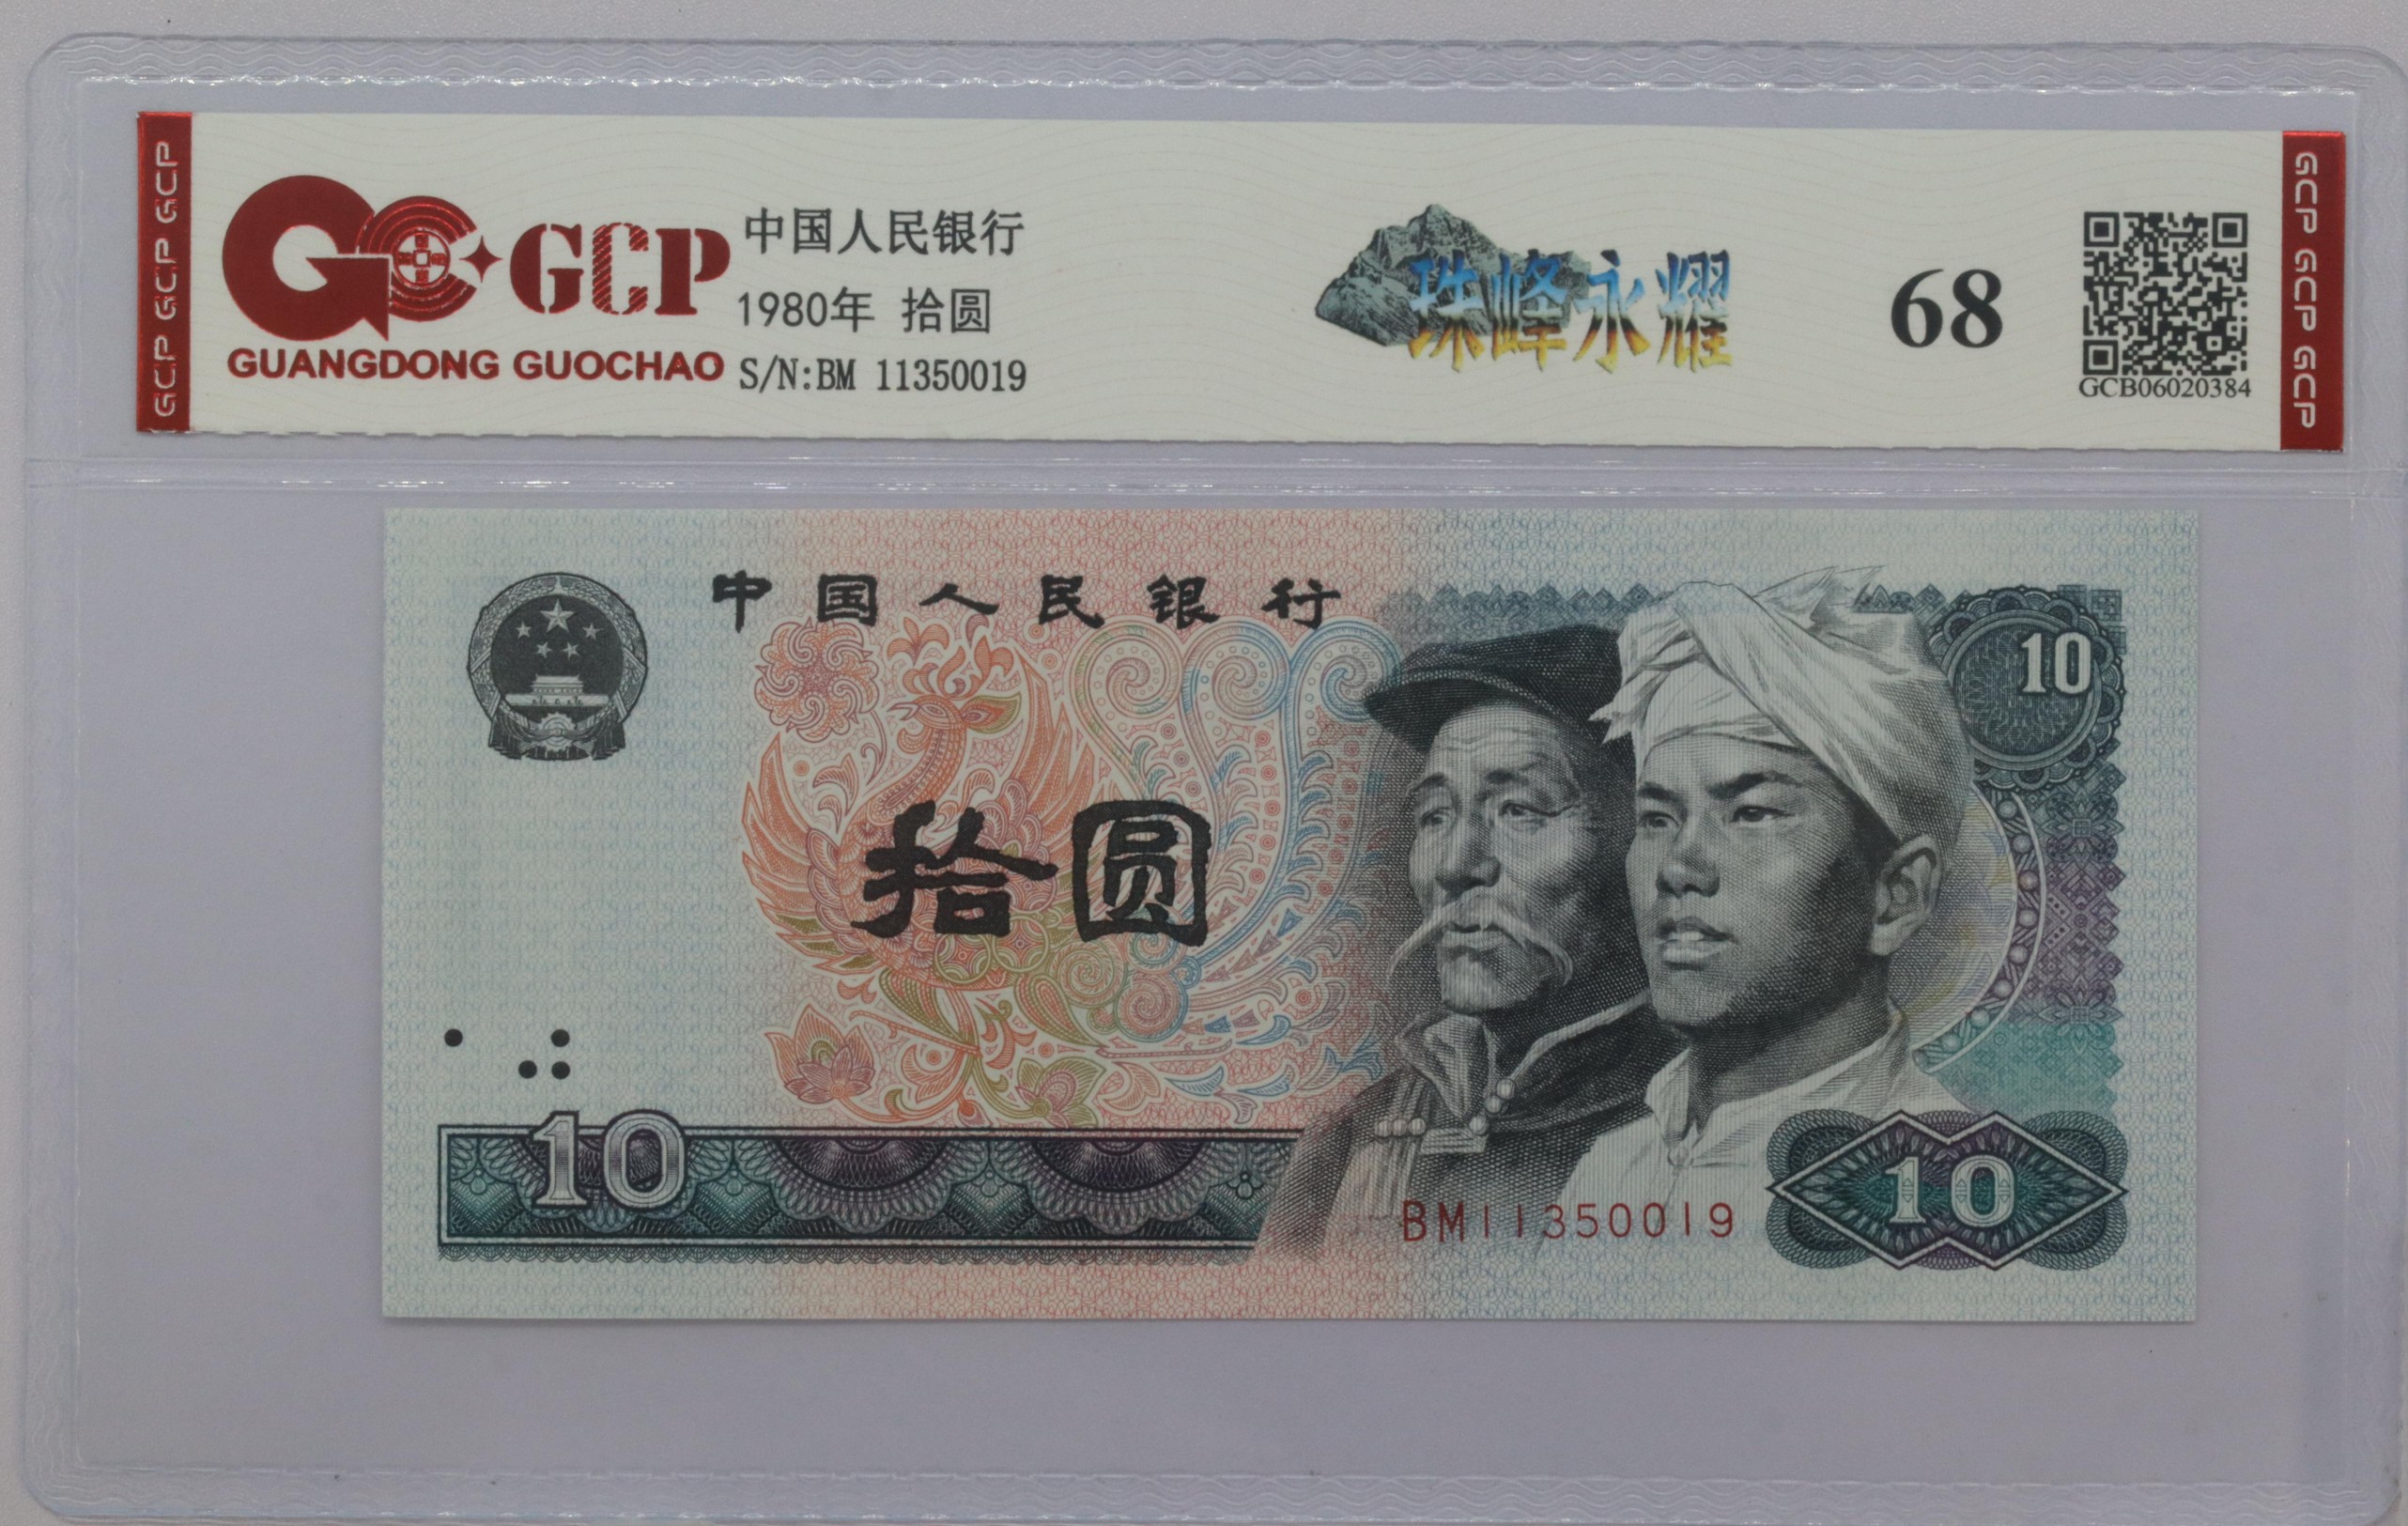 GCP GCP GCP
GCP
GUANGDONG GUOCHAO
中国人民银行
1980年 拾圆
S/N:BM 11350019
珠峰永耀
68
GCB06020384
GCP GCP GCP
中国人民银行
10
拾圆
10
BM11350019
10